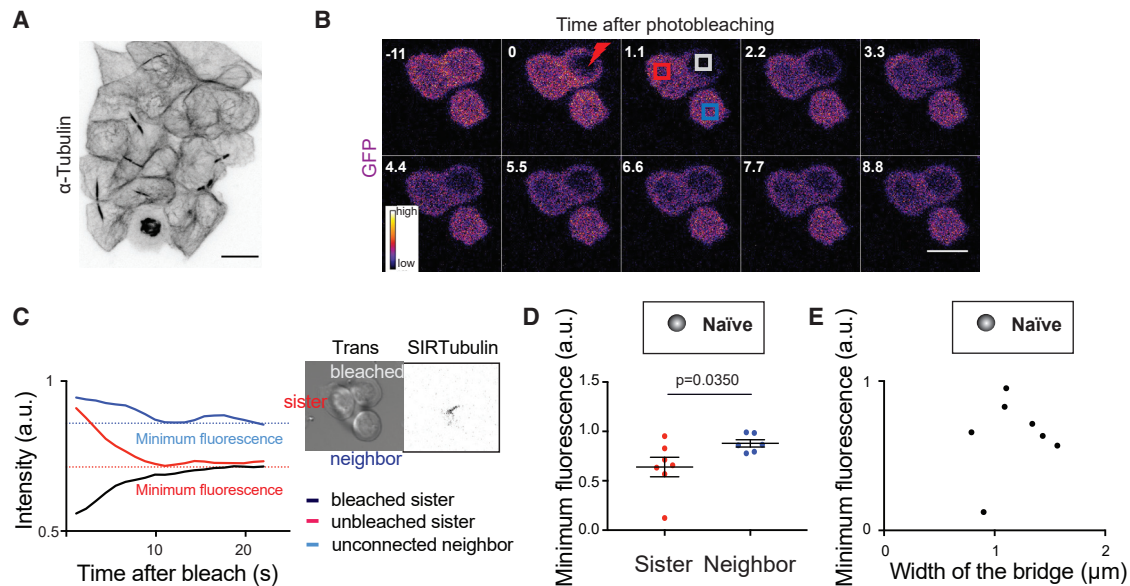 A
α-Tubulin
B
Time after photobleaching
GFP
-11
0
1.1
2.2
3.3
4.4
5.5
6.6
7.7
8.8
high
low
C
Intensity (a.u.)
1
0.5
Minimum fluorescence
Minimum fluorescence
10
20
Time after bleach (s)
Trans
SIRTubulin
bleached
sister
neighbor
bleached sister
unbleached sister
unconnected neighbor
D
Naïve
Minimum fluorescence (a.u.)
p=0.0350
1.5
1.0
0.5
0.0
Sister
Neighbor
E
Naïve
Minimum fluorescence (a.u.)
1
0
0
1
2
Width of the bridge (μm)